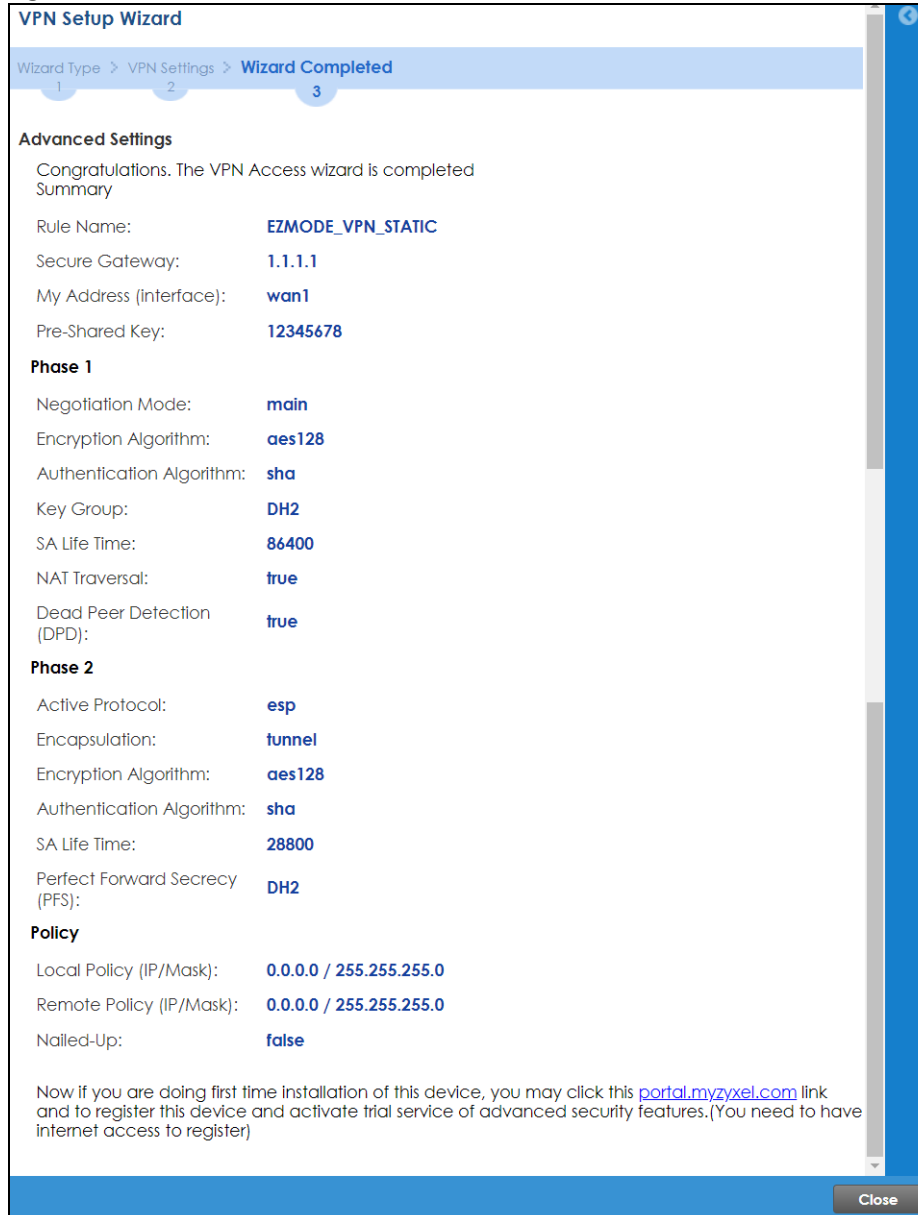 VPN Setup Wizard
Wizard Type > VPN Settings > Wizard Completed
1 2 3
Advanced Settings
Congratulations. The VPN Access wizard is completed
Summary
Rule Name: EZMODE_VPN_STATIC
Secure Gateway: 1.1.1.1
My Address (interface): wan1
Pre-Shared Key: 12345678
Phase 1
Negotiation Mode: main
Encryption Algorithm: aes128
Authentication Algorithm: sha
Key Group: DH2
SA Life Time: 86400
NAT Traversal: true
Dead Peer Detection
(DPD): true
Phase 2
Active Protocol: esp
Encapsulation: tunnel
Encryption Algorithm: aes128
Authentication Algorithm: sha
SA Life Time: 28800
Perfect Forward Secrecy
(PFS): DH2
Policy
Local Policy (IP/Mask): 0.0.0.0 / 255.255.255.0
Remote Policy (IP/Mask): 0.0.0.0 / 255.255.255.0
Nailed-Up: false
Now if you are doing first time installation of this device, you may click this portal.myzyxel.com link
and to register this device and activate trial service of advanced security features.(You need to have
internet access to register)
Close